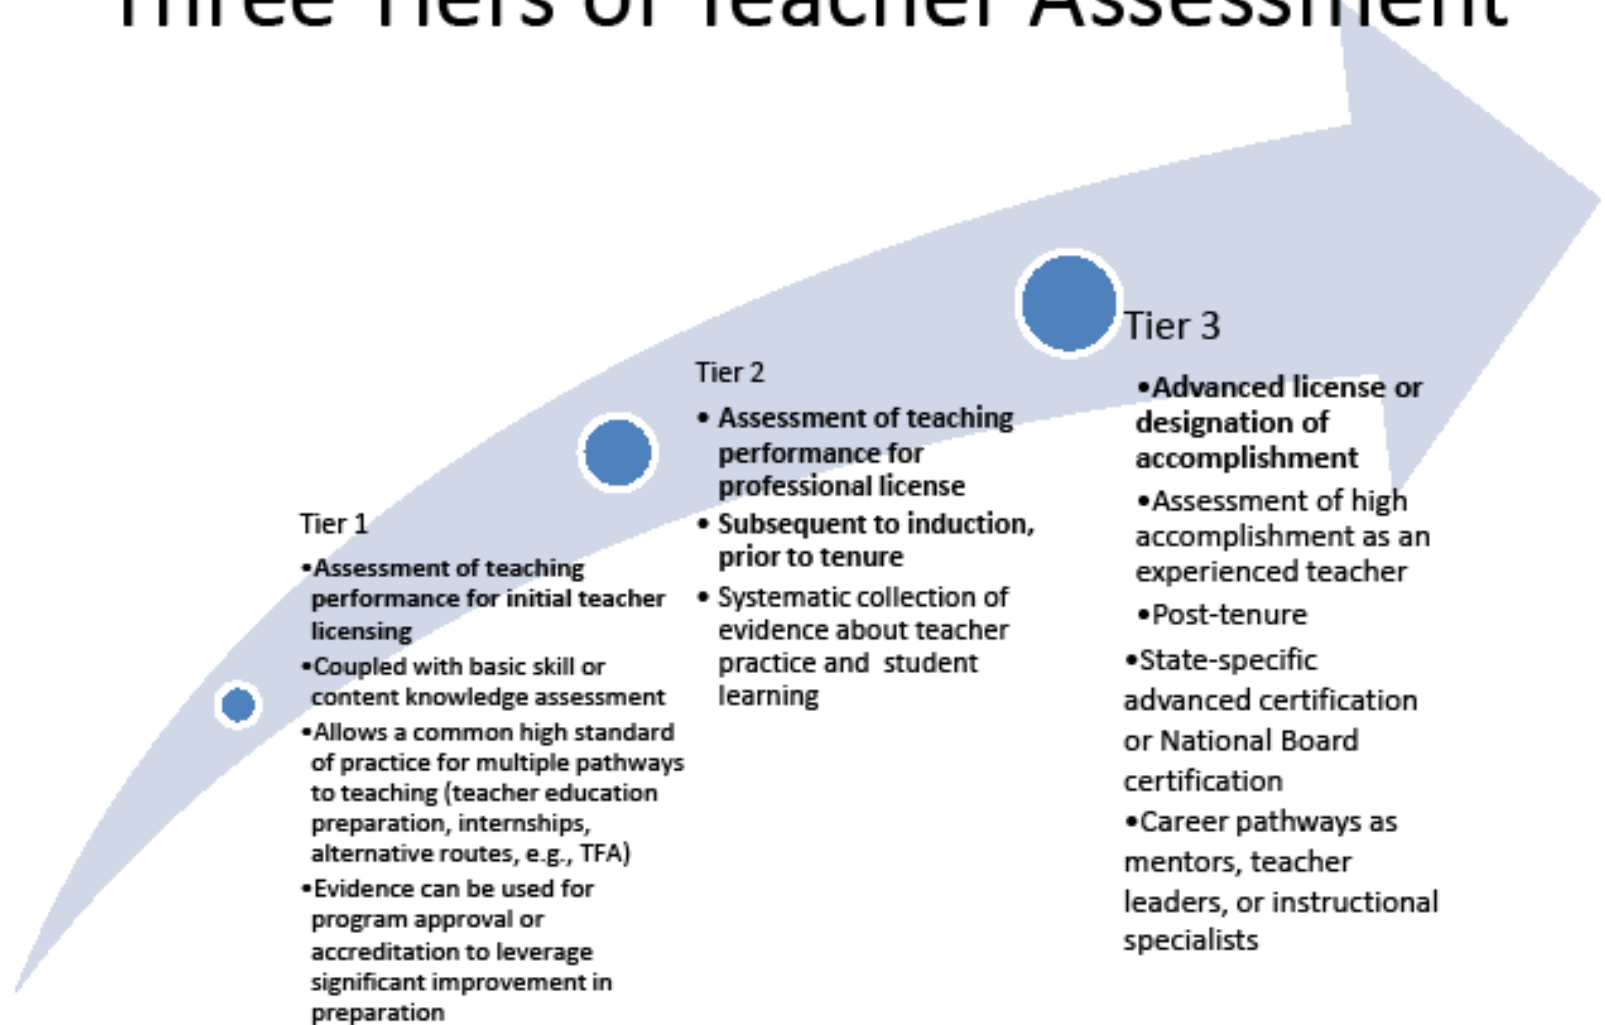 Three Tiers of Teacher Assessment
Tier 1
•Assessment of teaching
performance for initial teacher
licensing
•Coupled with basic skill or
content knowledge assessment
•Allows a common high standard
of practice for multiple pathways
to teaching (teacher education
preparation, internships,
alternative routes, e.g., TFA)
•Evidence can be used for
program approval or
accreditation to leverage
significant improvement in
preparation
Tier 2
• Assessment of teaching
performance for
professional license
• Subsequent to induction,
prior to tenure
• Systematic collection of
evidence about teacher
practice and  student
learning
Tier 3
•Advanced license or
designation of
accomplishment
•Assessment of high
accomplishment as an
experienced teacher
•Post-tenure
•State-specific
advanced certification
or National Board
certification
•Career pathways as
mentors, teacher
leaders, or instructional
specialists